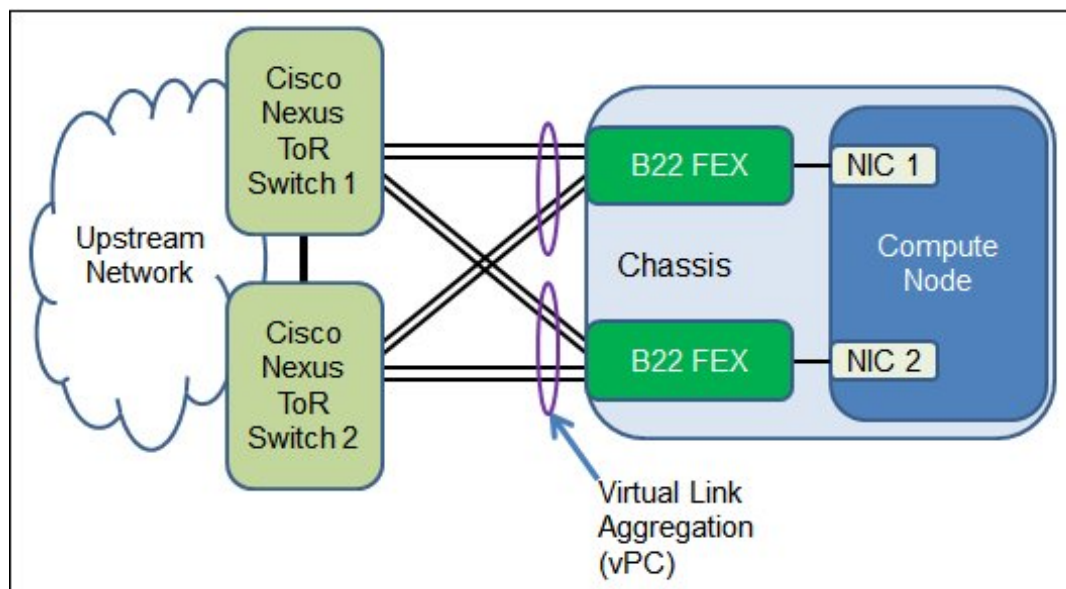 Upstream
Network
Cisco
Nexus
ToR
Switch 1
Cisco
Nexus
ToR
Switch 2
B22 FEX
NIC 1
Chassis
Compute
Node
B22 FEX
NIC 2
Virtual Link
Aggregation
(vPC)